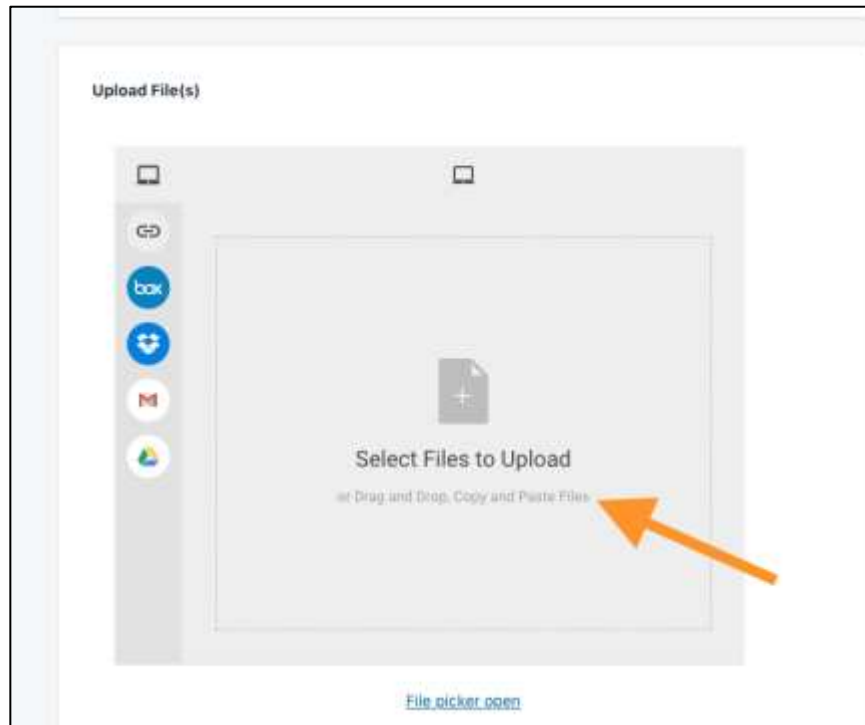 Upload File(s)
box
Select Files to Upload
or Drag and Drop, Copy and Paste Files
File picker open